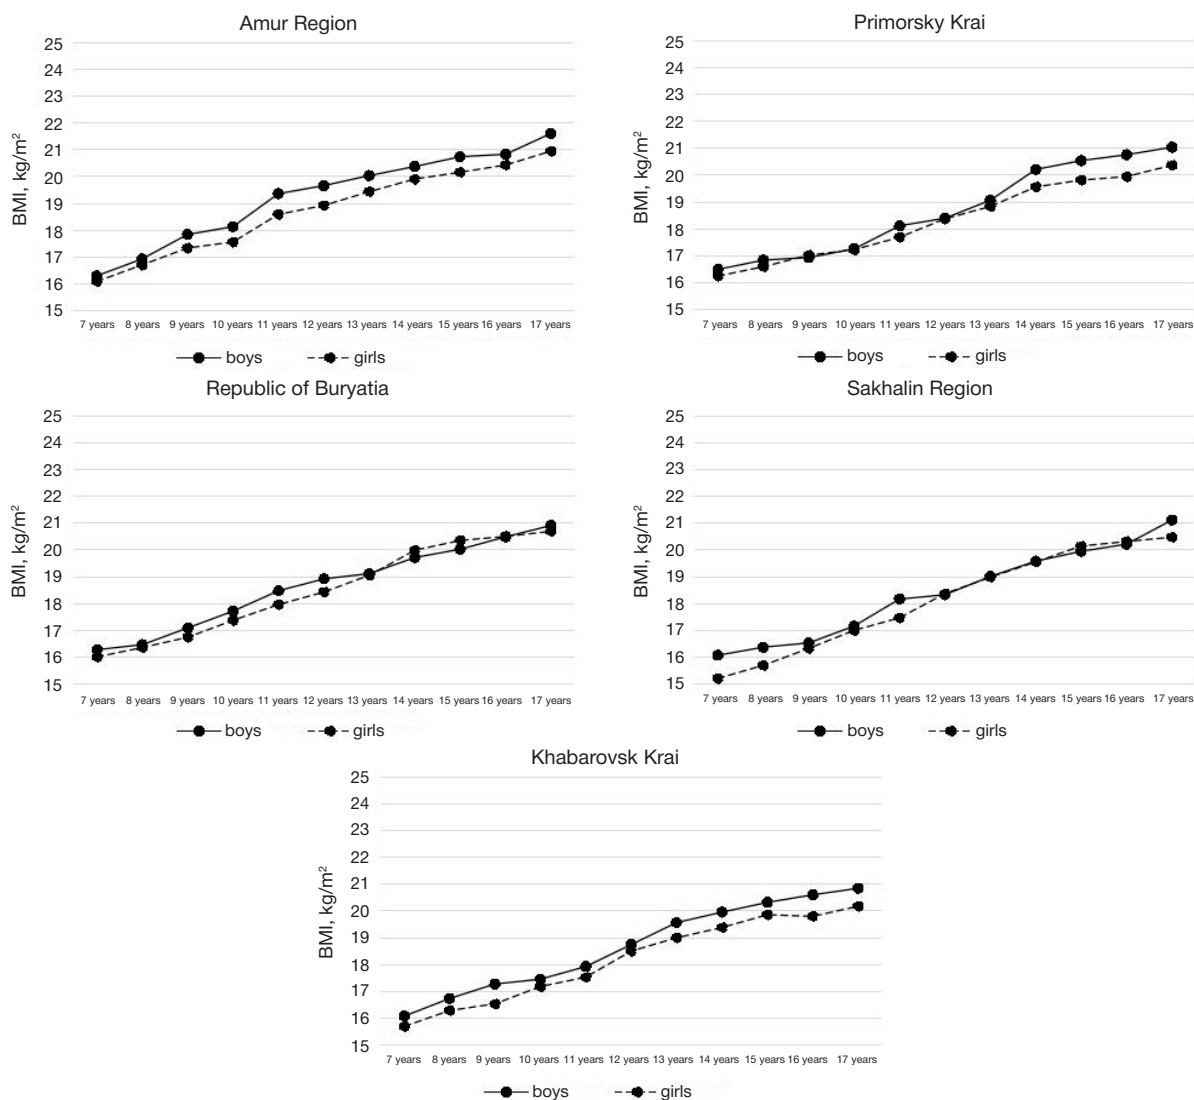 Amur Region
25
24
23
22
21
20
19
18
17
16
15
BMI, kg/m²
7 years 8 years 9 years 10 years 11 years 12 years 13 years 14 years 15 years 16 years 17 years
boys girls
Primorsky Krai
25
24
23
22
21
20
19
18
17
16
15
BMI, kg/m²
7 years 8 years 9 years 10 years 11 years 12 years 13 years 14 years 15 years 16 years 17 years
boys girls
Republic of Buryatia
25
24
23
22
21
20
19
18
17
16
15
BMI, kg/m²
7 years 8 years 9 years 10 years 11 years 12 years 13 years 14 years 15 years 16 years 17 years
boys girls
Sakhalin Region
25
24
23
22
21
20
19
18
17
16
15
BMI, kg/m²
7 years 8 years 9 years 10 years 11 years 12 years 13 years 14 years 15 years 16 years 17 years
boys girls
Khabarovsk Krai
25
24
23
22
21
20
19
18
17
16
15
BMI, kg/m²
7 years 8 years 9 years 10 years 11 years 12 years 13 years 14 years 15 years 16 years 17 years
boys girls